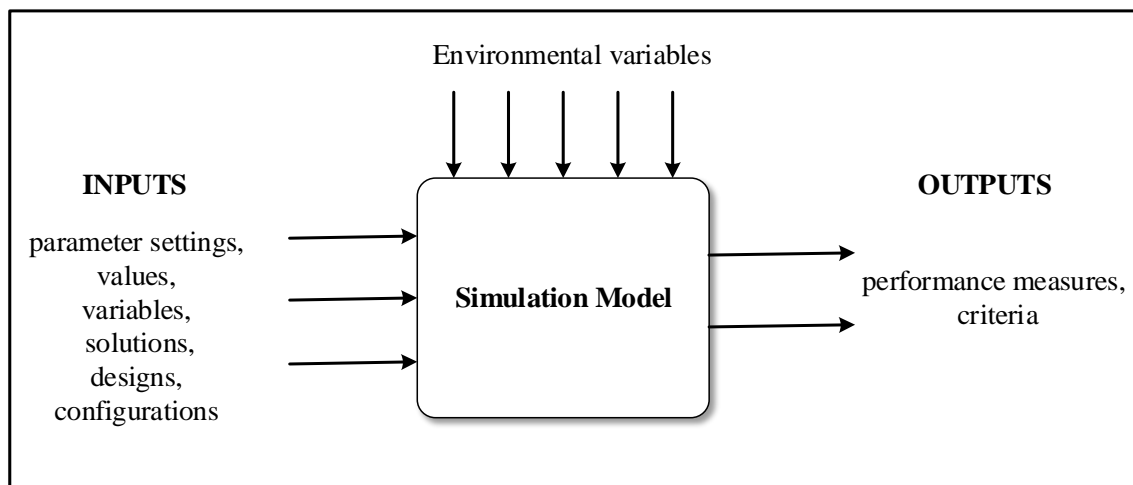 Environmental variables
INPUTS
parameter settings,
values,
variables,
solutions,
designs,
configurations
Simulation Model
OUTPUTS
performance measures,
criteria